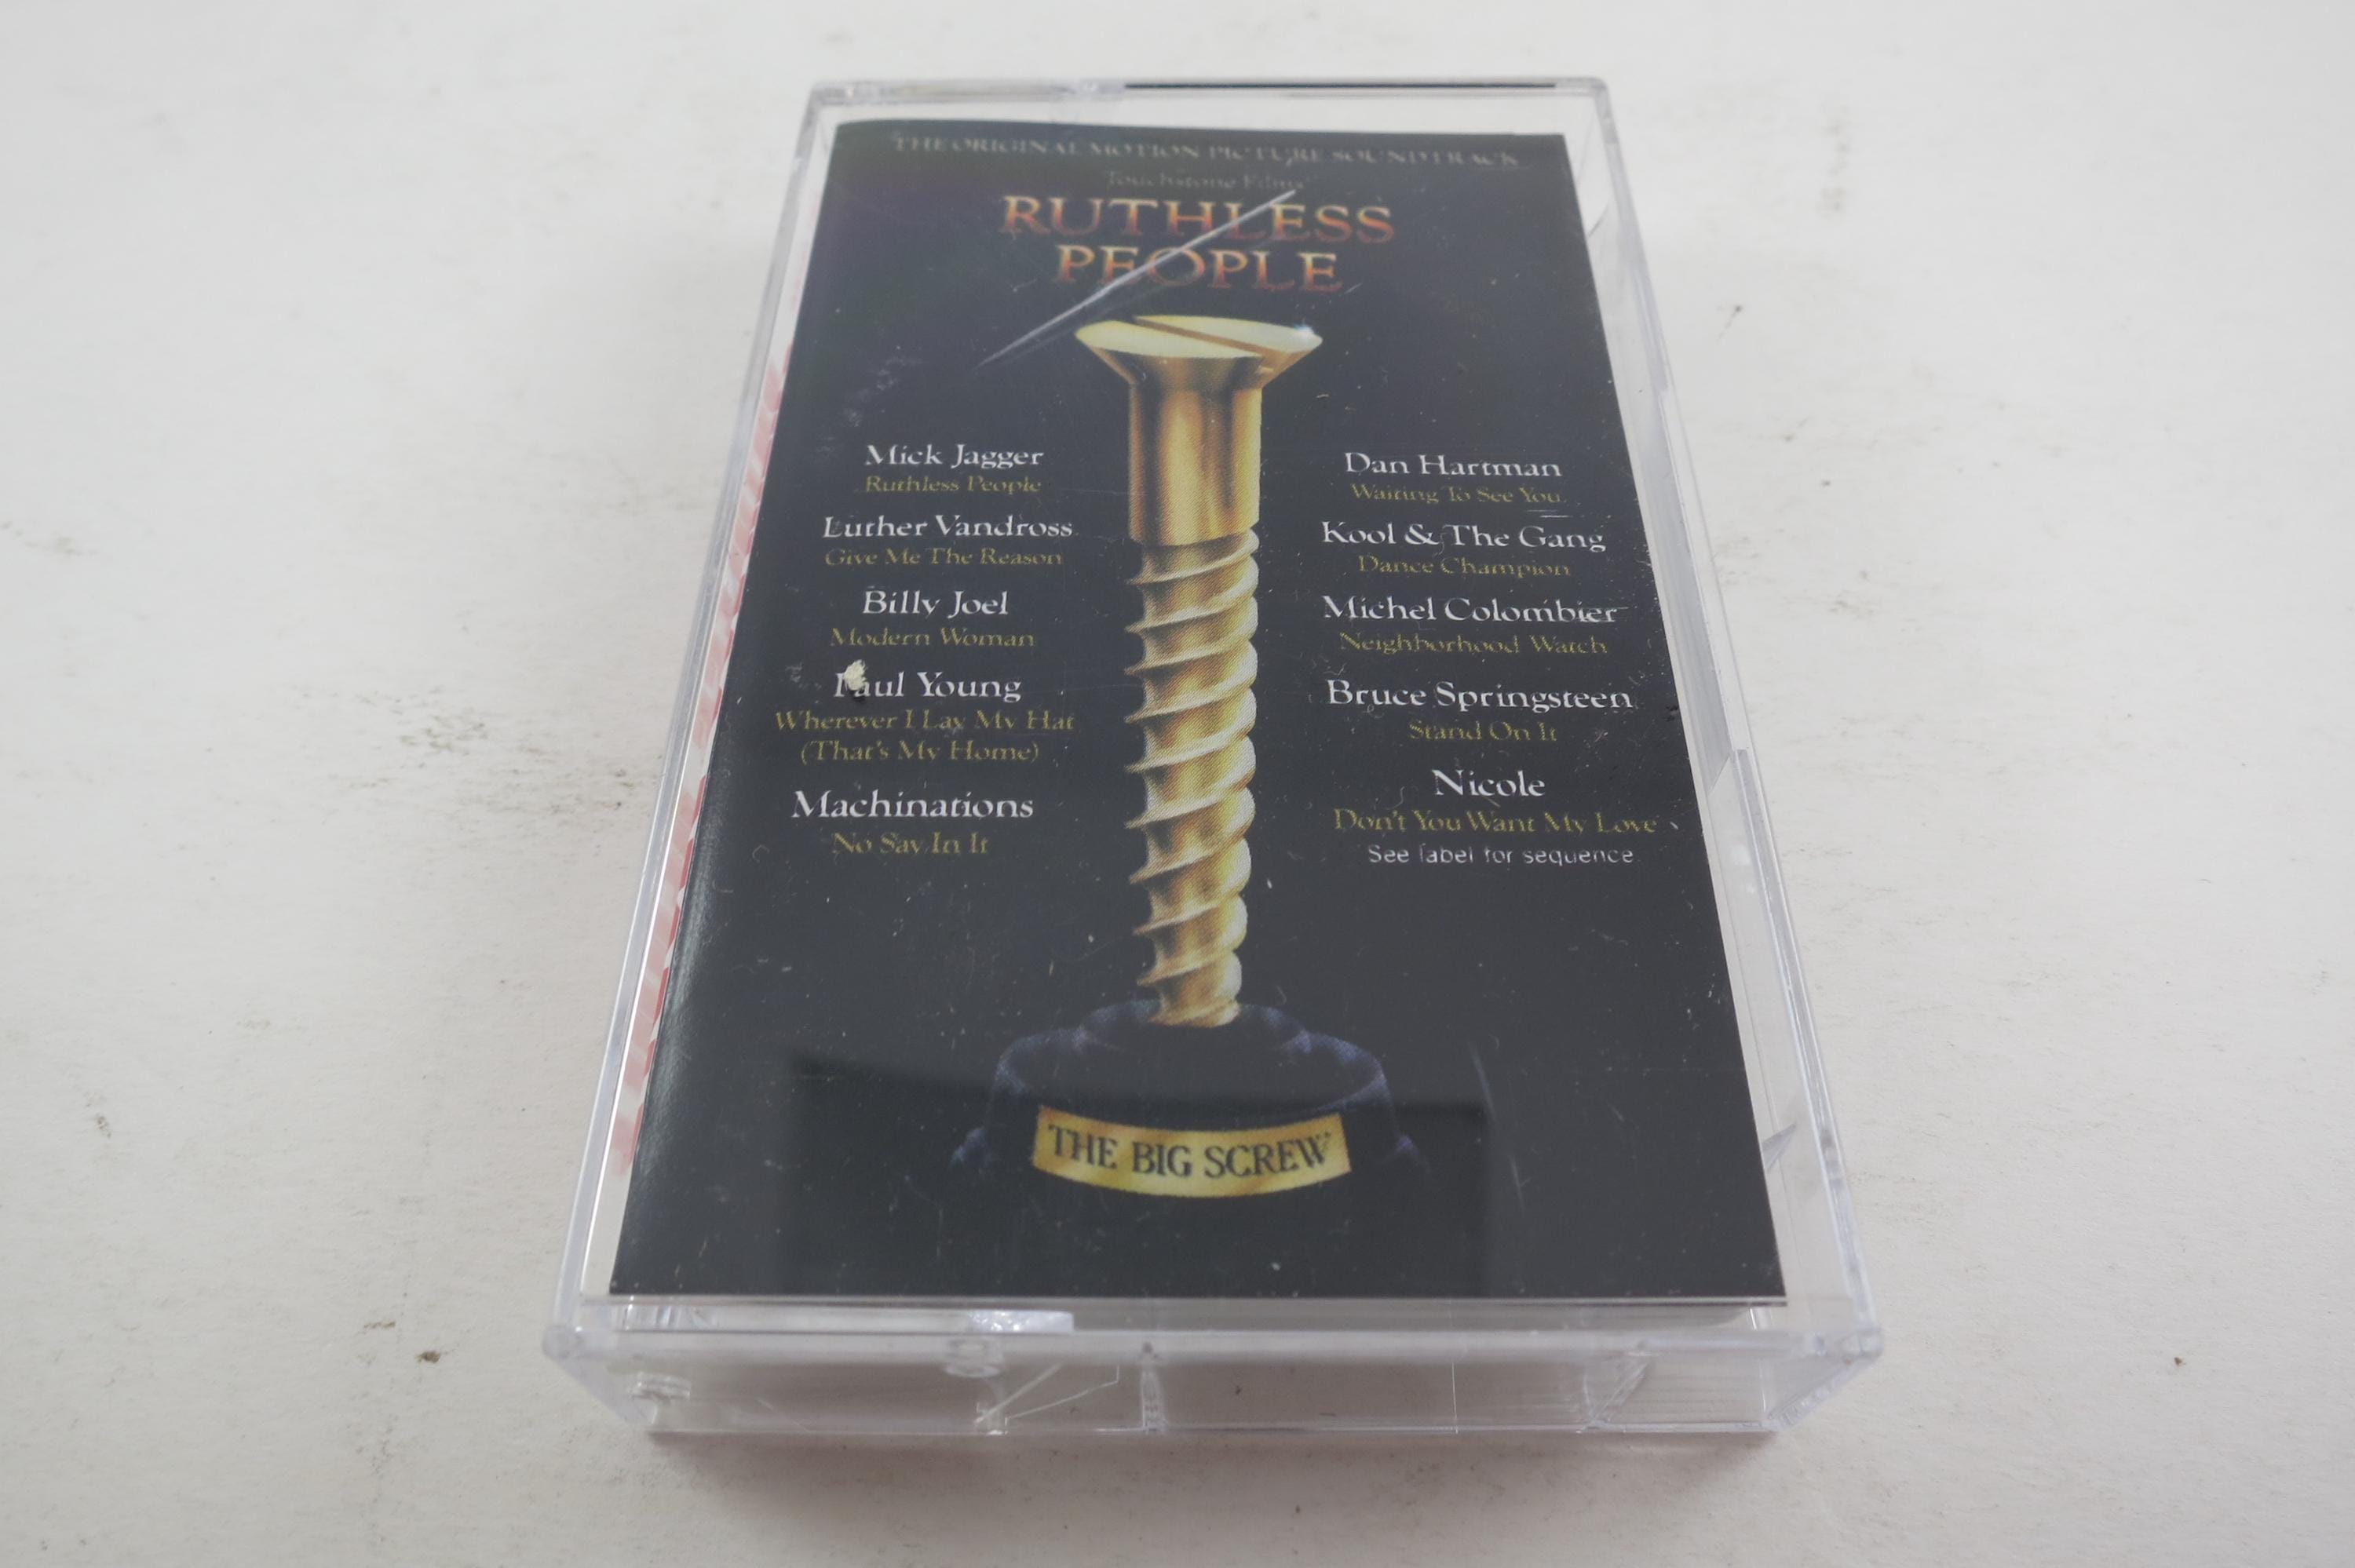 THE ORIGINAL MOTION PICTURE SOUNDTRACK
Touchstone Films'
RUTHLESS
PEOPLE
Mick Jagger
Ruthless People
Luther Vandross
Give Me The Reason
Billy Joel
Modern Woman
Paul Young
Wherever I Lay My Hat
(That's My Home)
Machinations
No Say In It
Dan Hartman
Waiting To See You
Kool & The Gang
Dance Champion
Michel Colombier
Neighborhood Watch
Bruce Springsteen
Stand On It
Nicole
Don't You Want My Love
See label for sequence
THE BIG SCREW